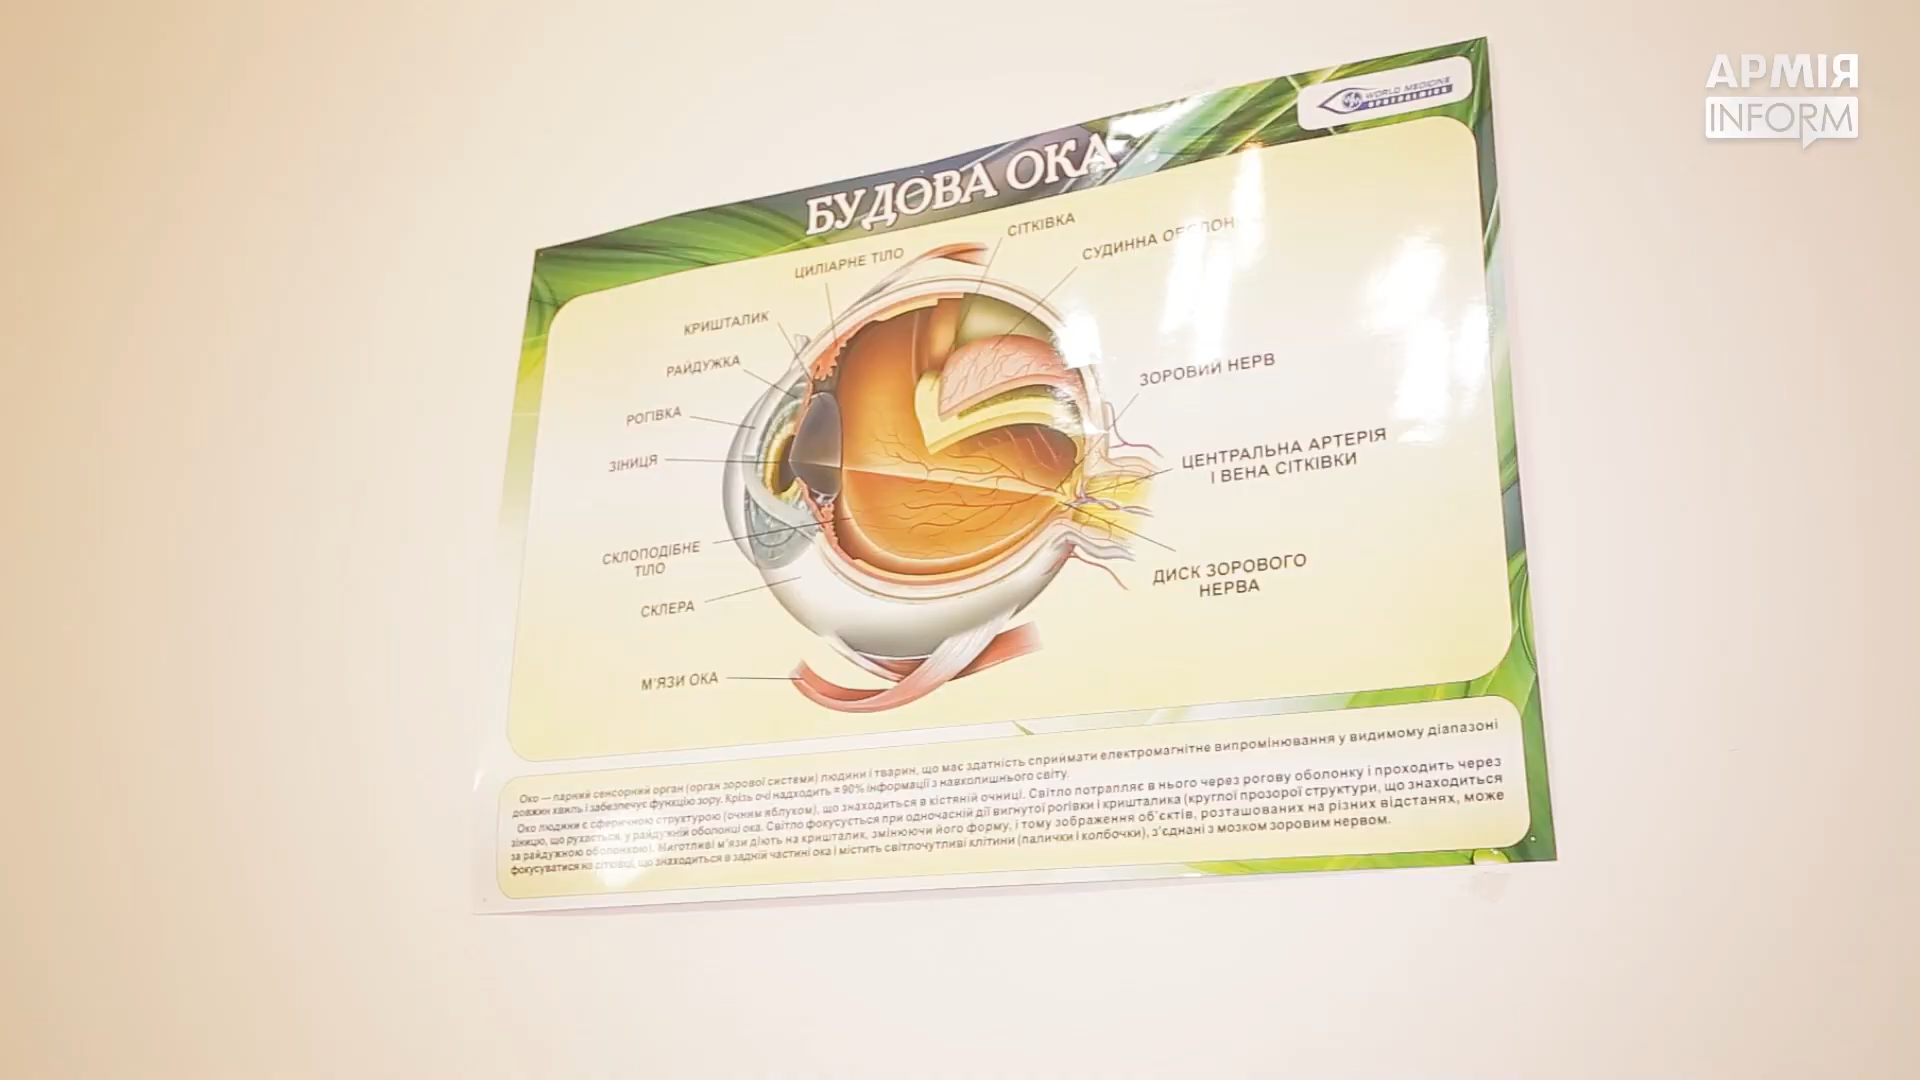 АРМІЯ
INFORM
WORLD MEDICINE
OPHTHALMICS
БУДОВА ОКА
СІТКІВКА
СУДИННА
ЦИЛІАРНЕ ТІЛО
КРИШТАЛИК
РАЙДУЖКА
РОГІВКА
ЗІНИЦЯ
СКЛОПОДІБНЕ
ТІЛО
СКЛЕРА
М'ЯЗИ ОКА
ЗОРОВИЙ НЕРВ
ЦЕНТРАЛЬНА АРТЕРІЯ
І ВЕНА СІТКІВКИ
ДИСК ЗОРОВОГО
НЕРВА
Око — парний сенсорний орган (орган зорової системи) людини і тварин, що має здатність сприймати електромагнітне випромінювання у видимому діапазоні
довжин хвиль і забезпечує функцію зору. Крізь очі надходить ≈ 90% інформації з навколишнього світу.
Око людини є сферичною структурою (очним яблуком), що знаходиться в кістяній очниці. Світло потрапляє в нього через рогову оболонку і проходить через
зіницю, що рухається, у райдужній оболонці ока. Світло фокусується при одночасній дії вигнутої рогівки і кришталика (круглої прозорої структури, що знаходиться
за райдужною оболонкою). Миготливі м'язи діють на кришталик, змінюючи його форму, і тому зображення об'єктів, розташованих на різних відстанях, може
фокусуватися на сітківці, що знаходиться в задній частині ока і містить світлочутливі клітини (палички і колбочки), з'єднані з мозком зоровим нервом.